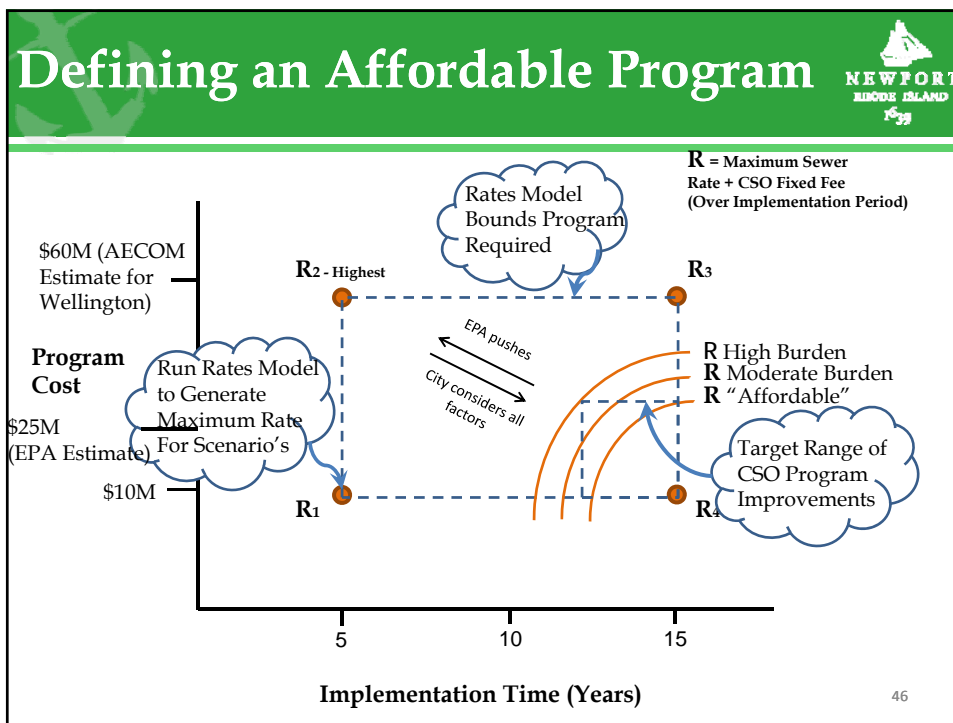 Defining an Affordable Program
NEWPORT
RHODE ISLAND
1639
R = Maximum Sewer
Rate + CSO Fixed Fee
(Over Implementation Period)
Rates Model
Bounds Program
Required
$60M (AECOM
Estimate for
Wellington)
R2 - Highest
R3
EPA pushes
City considers all
factors
Program
Cost
Run Rates Model
to Generate
Maximum Rate
For Scenario's
R High Burden
R Moderate Burden
R “Affordable”
$25M
(EPA Estimate)
Target Range of
CSO Program
Improvements
$10M
R1
R4
5
10
15
Implementation Time (Years)
46